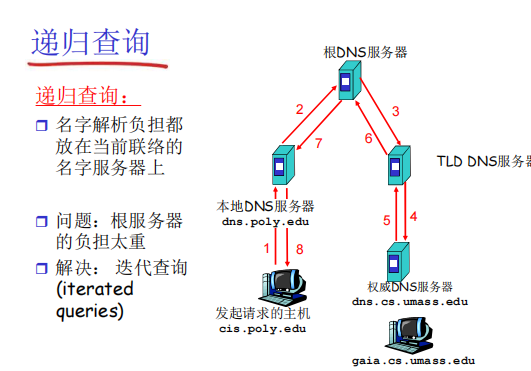 递归查询
递归查询：
名字解析负担都
放在当前联络的
名字服务器上
问题：根服务器
的负担太重
解决： 迭代查询
(iterated
queries)
根DNS服务器
2
3
7
6
TLD DNS服务器
本地DNS服务器
dns.poly.edu
5
4
1
8
权威DNS服务器
dns.cs.umass.edu
发起请求的主机
cis.poly.edu
gaia.cs.umass.edu